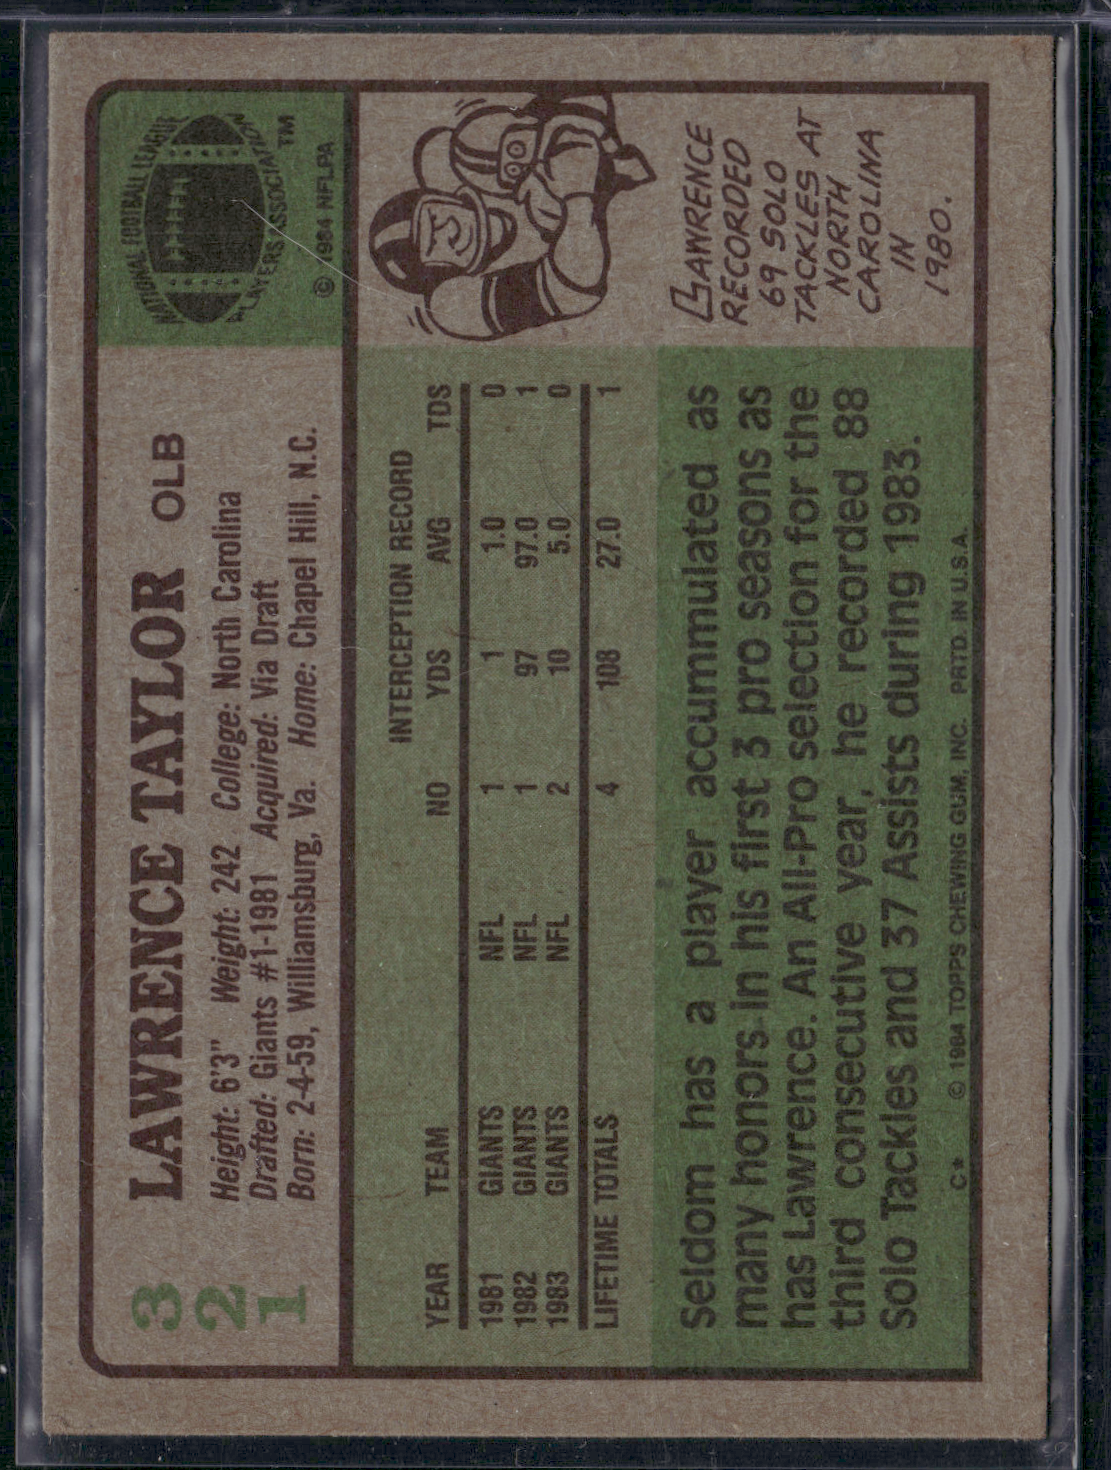 3
2
1
LAWRENCE TAYLOR OLB
Height: 6'3" Weight: 242 College: North Carolina
Drafted: Giants #1-1981 Acquired: Via Draft
Born: 2-4-59, Williamsburg, Va. Home: Chapel Hill, N.C.
NATIONAL FOOTBALL LEAGUE
PLAYERS ASSOCIATION
TM
© 1984 NFLPA
INTERCEPTION RECORD
YEAR TEAM NO YDS AVG TDS
1981 GIANTS NFL 1 1 1.0 0
1982 GIANTS NFL 1 97 97.0 1
1983 GIANTS NFL 2 10 5.0 0
LIFETIME TOTALS 4 108 27.0 1
LAWRENCE
RECORDED
69 SOLO
TACKLES AT
NORTH
CAROLINA
IN
1980.
Seldom has a player accummulated as
many honors in his first 3 pro seasons as
has Lawrence. An All-Pro selection for the
third consecutive year, he recorded 88
Solo Tackles and 37 Assists during 1983.
C* © 1984 TOPPS CHEWING GUM, INC. PRTD. IN U.S.A.